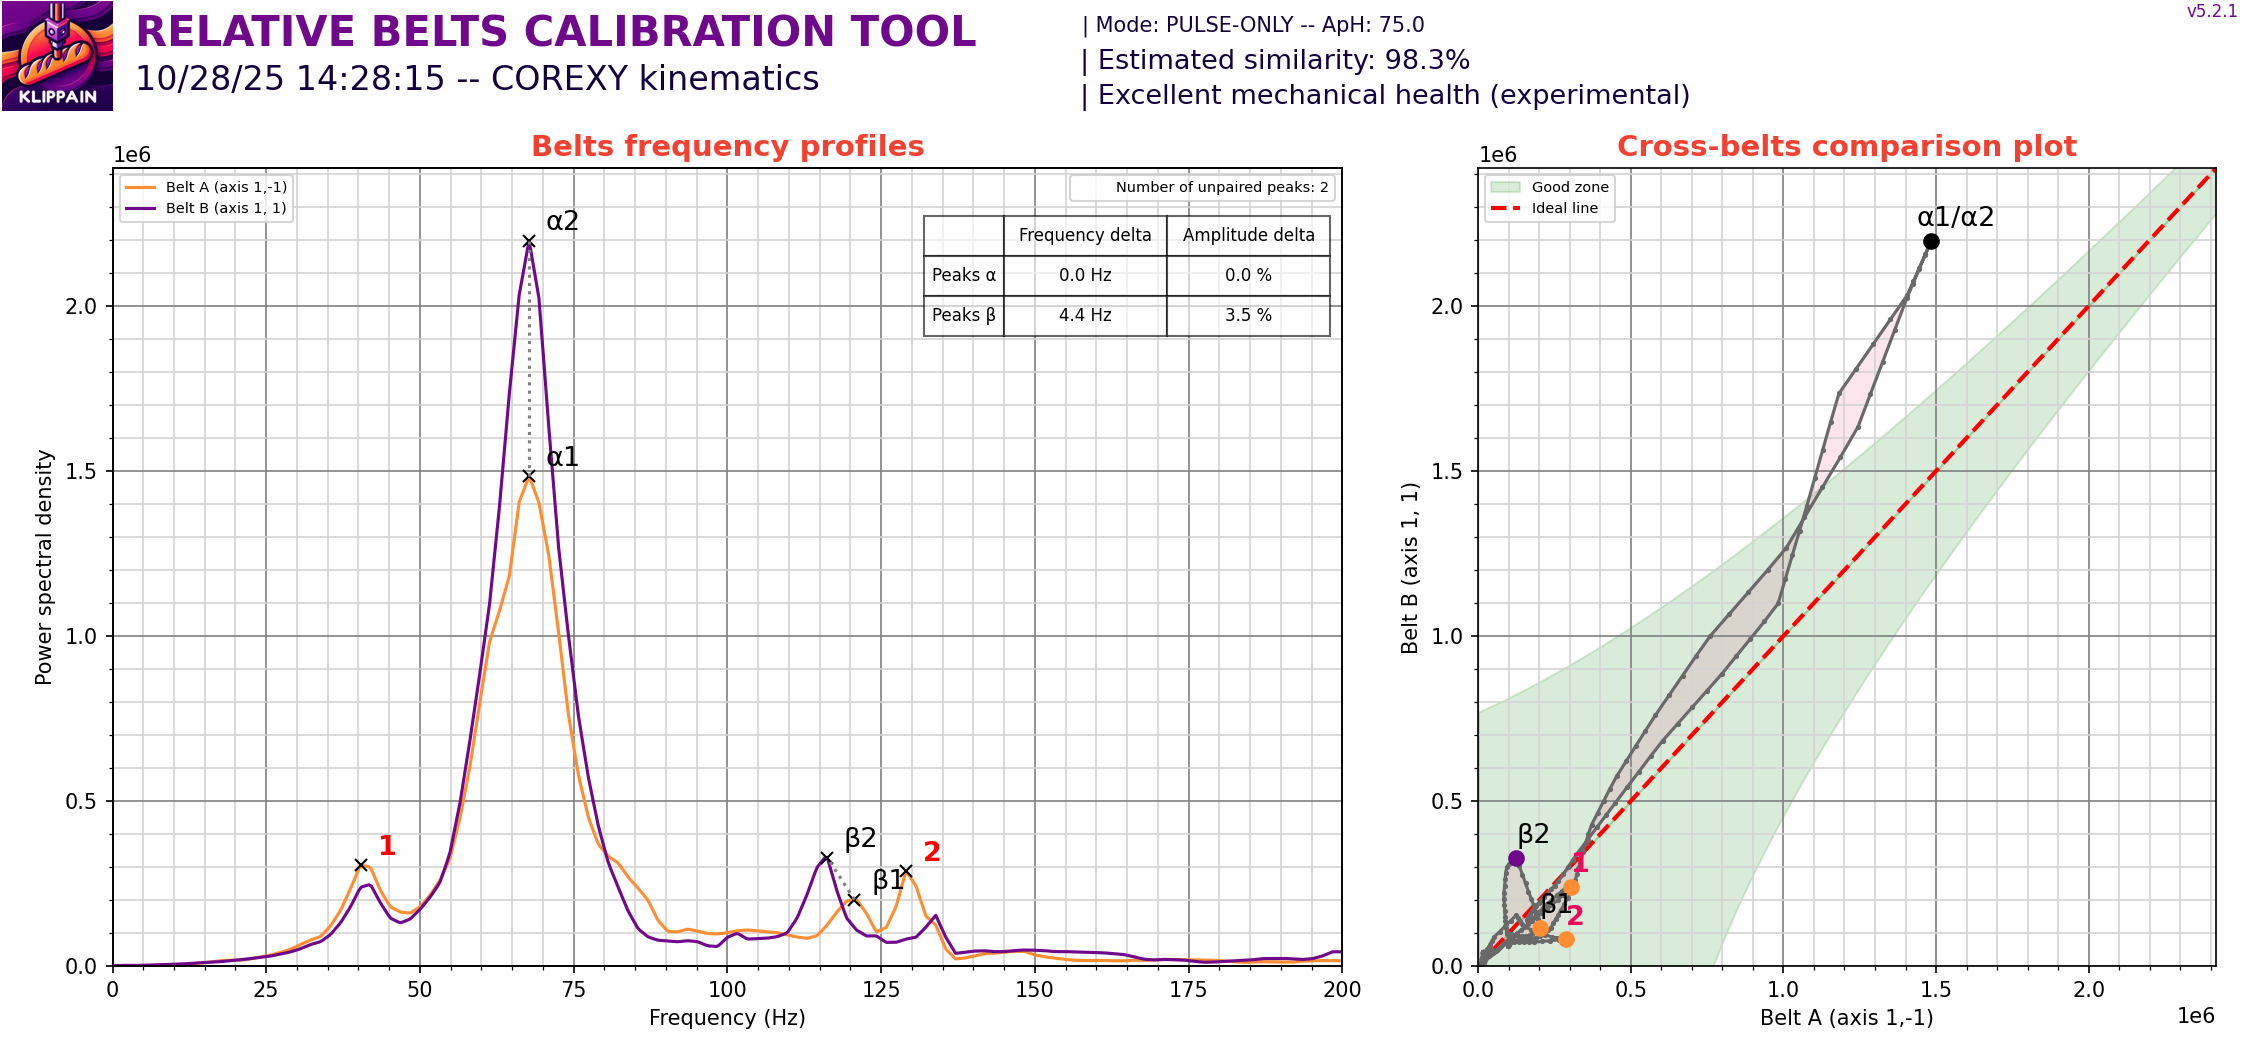 KLIPPAIN
RELATIVE BELTS CALIBRATION TOOL
10/28/25 14:28:15 -- COREXY kinematics
| Mode: PULSE-ONLY -- ApH: 75.0
| Estimated similarity: 98.3%
| Excellent mechanical health (experimental)
v5.2.1
Belts frequency profiles
1e6
Belt A (axis 1,-1)
Belt B (axis 1, 1)
Number of unpaired peaks: 2
Frequency delta Amplitude delta
Peaks α 0.0 Hz 0.0 %
Peaks β 4.4 Hz 3.5 %
α2
α1
1
β2
β1
2
Power spectral density
2.0
1.5
1.0
0.5
0.0
0 25 50 75 100 125 150 175 200
Frequency (Hz)
Cross-belts comparison plot
1e6
Good zone
Ideal line
α1/α2
β2
1
β1
2
Belt B (axis 1, 1)
2.0
1.5
1.0
0.5
0.0
0.0 0.5 1.0 1.5 2.0
Belt A (axis 1,-1)
1e6